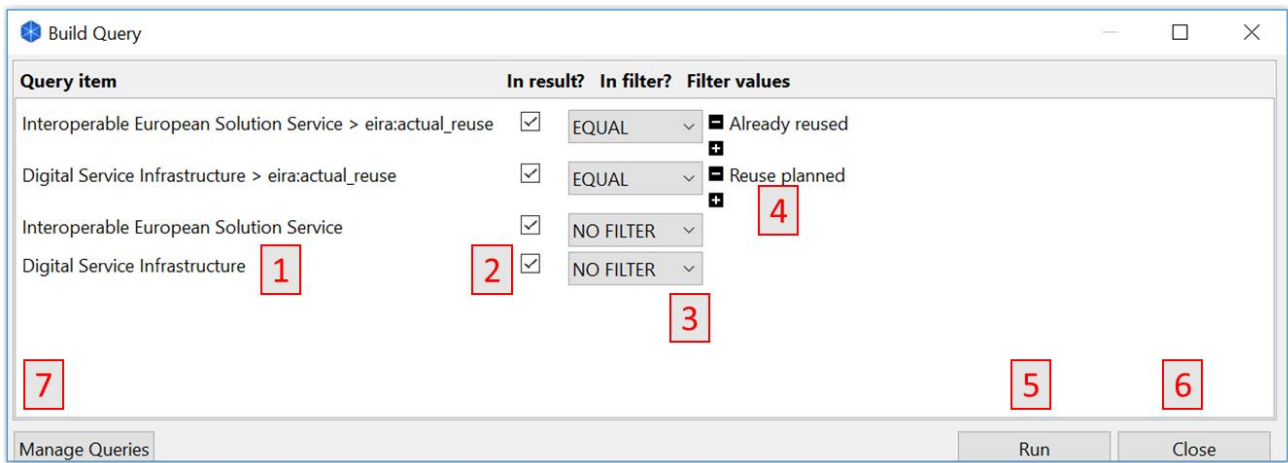 Build Query
Query item In result? In filter? Filter values
Interoperable European Solution Service > eira:actual_reuse EQUAL Already reused
Digital Service Infrastructure > eira:actual_reuse EQUAL Reuse planned
4
Interoperable European Solution Service NO FILTER
Digital Service Infrastructure 1 2 NO FILTER
3
7 5 6
Manage Queries Run Close